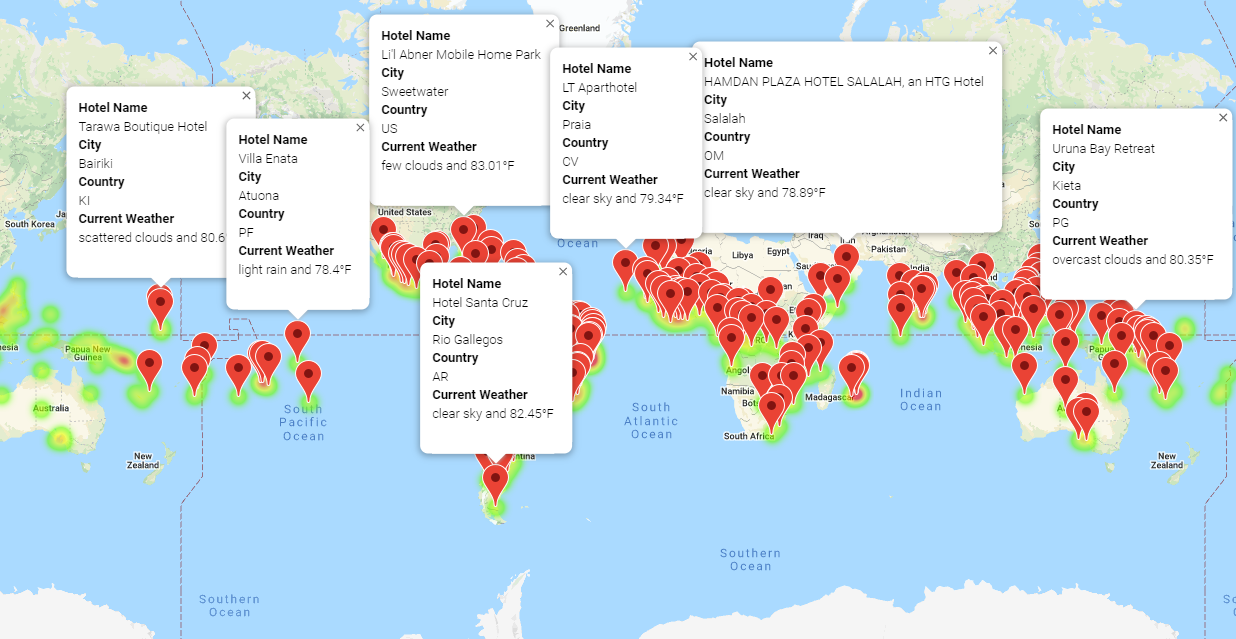 Greenland
Hotel Name
Li'l Abner Mobile Home Park
City
Sweetwater
Country
US
Current Weather
few clouds and 83.01°F
Hotel Name
LT Aparthotel
City
Praia
Country
CV
Current Weather
clear sky and 79.34°F
Hotel Name
HAMDAN PLAZA HOTEL SALALAH, an HTG Hotel
City
Salalah
Country
OM
Current Weather
clear sky and 78.89°F
Hotel Name
Tarawa Boutique Hotel
City
Bairiki
Country
KI
Current Weather
scattered clouds and 80.6
Hotel Name
Villa Enata
City
Atuona
Country
PF
Current Weather
light rain and 78.4°F
Hotel Name
Uruna Bay Retreat
City
Kieta
Country
PG
Current Weather
overcast clouds and 80.35°F
Hotel Name
Hotel Santa Cruz
City
Rio Gallegos
Country
AR
Current Weather
clear sky and 82.45°F
South Korea
United States
Ocean
Libya
Egypt
Iraq
Iran
Pakistan
India
Papua New
Guinea
Angol
Namibia
Madagascar
South Africa
Australia
New
Zealand
South
Pacific
Ocean
South
Atlantic
Ocean
Indian
Ocean
New
Zealand
Southern
Ocean
Southern
Ocean